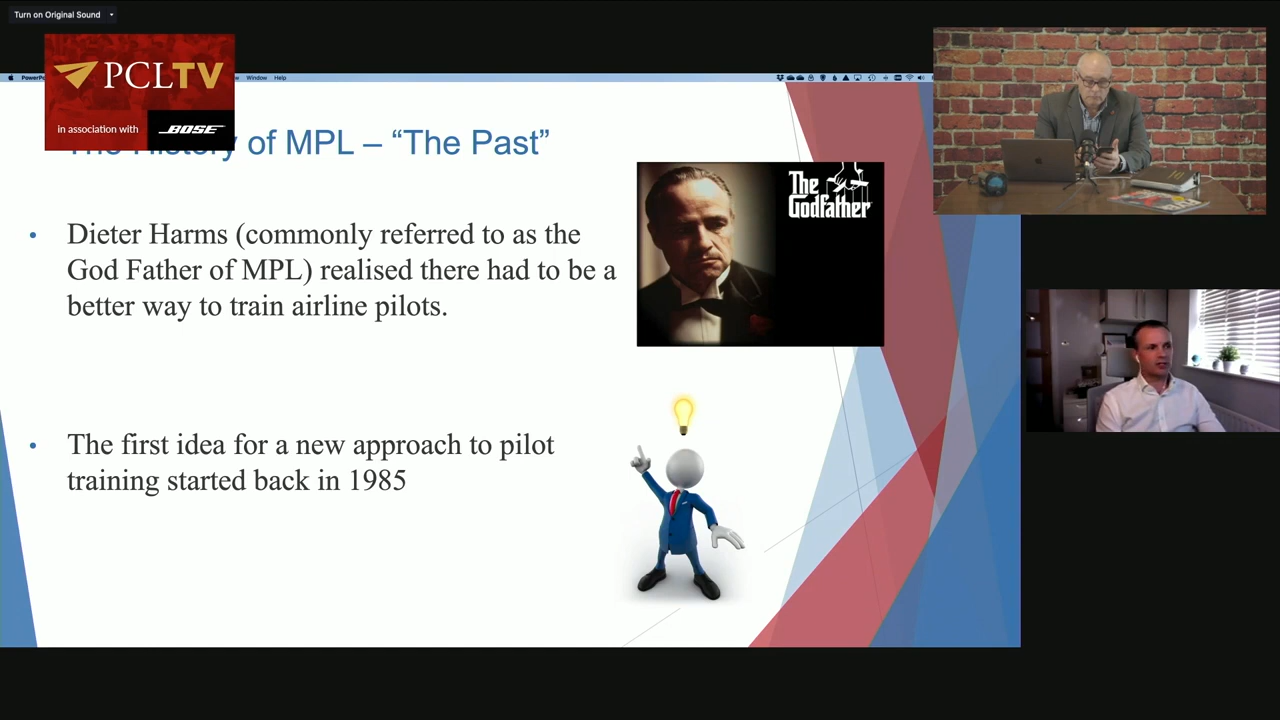 Turn on Original Sound
PCLTV
in association with BOSE
Window Help
The History of MPL – “The Past”
The
Godfather
• Dieter Harms (commonly referred to as the
God Father of MPL) realised there had to be a
better way to train airline pilots.
• The first idea for a new approach to pilot
training started back in 1985